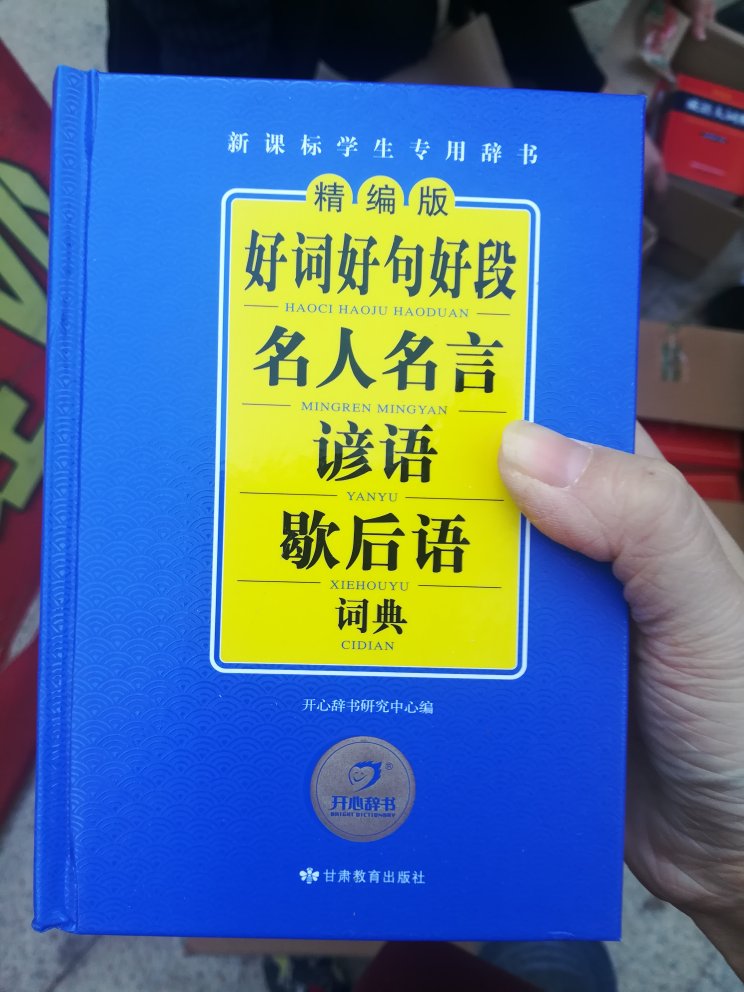 新课标学生专用辞书
精编版
好词好句好段
HAOCI HAOJU HAODUAN
名人名言
MINGREN MINGYAN
谚语
YANYU
歇后语
XIEHOUYU
词典
CIDIAN
开心辞书研究中心编
®
开心辞书
BRIGHT DICTIONARY
甘肃教育出版社